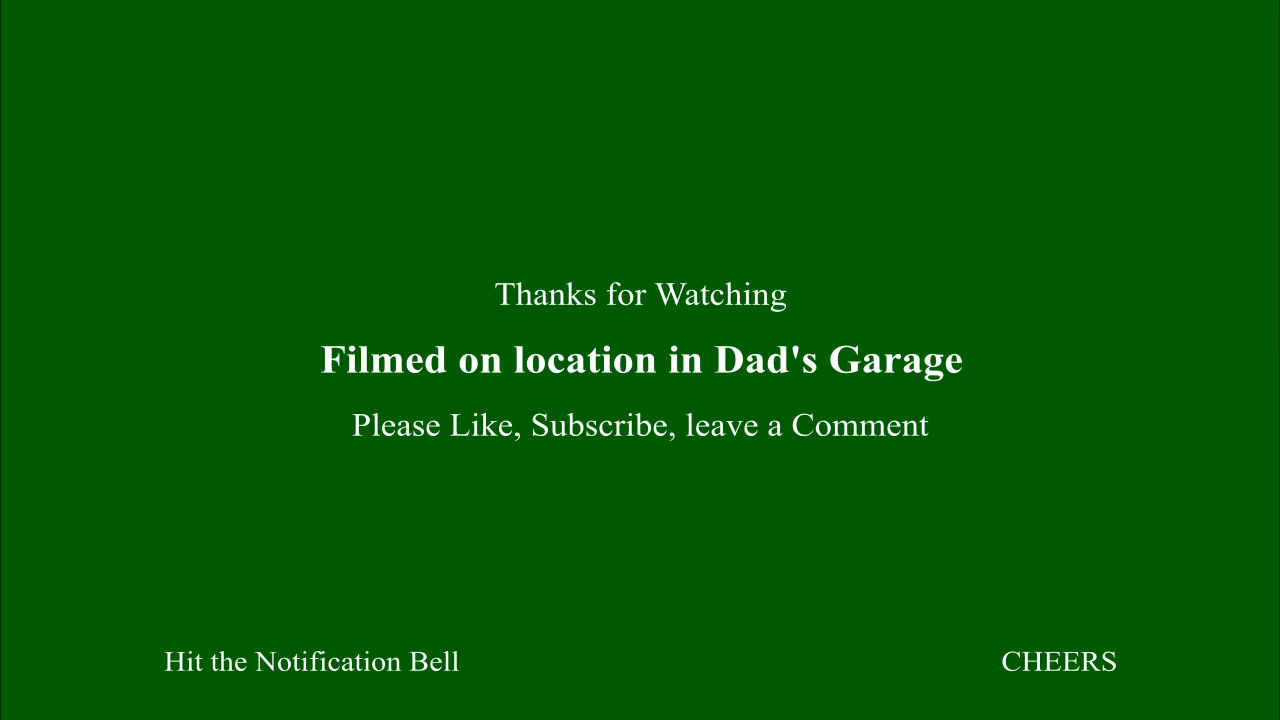 Thanks for Watching
Filmed on location in Dad's Garage
Please Like, Subscribe, leave a Comment
Hit the Notification Bell
CHEERS